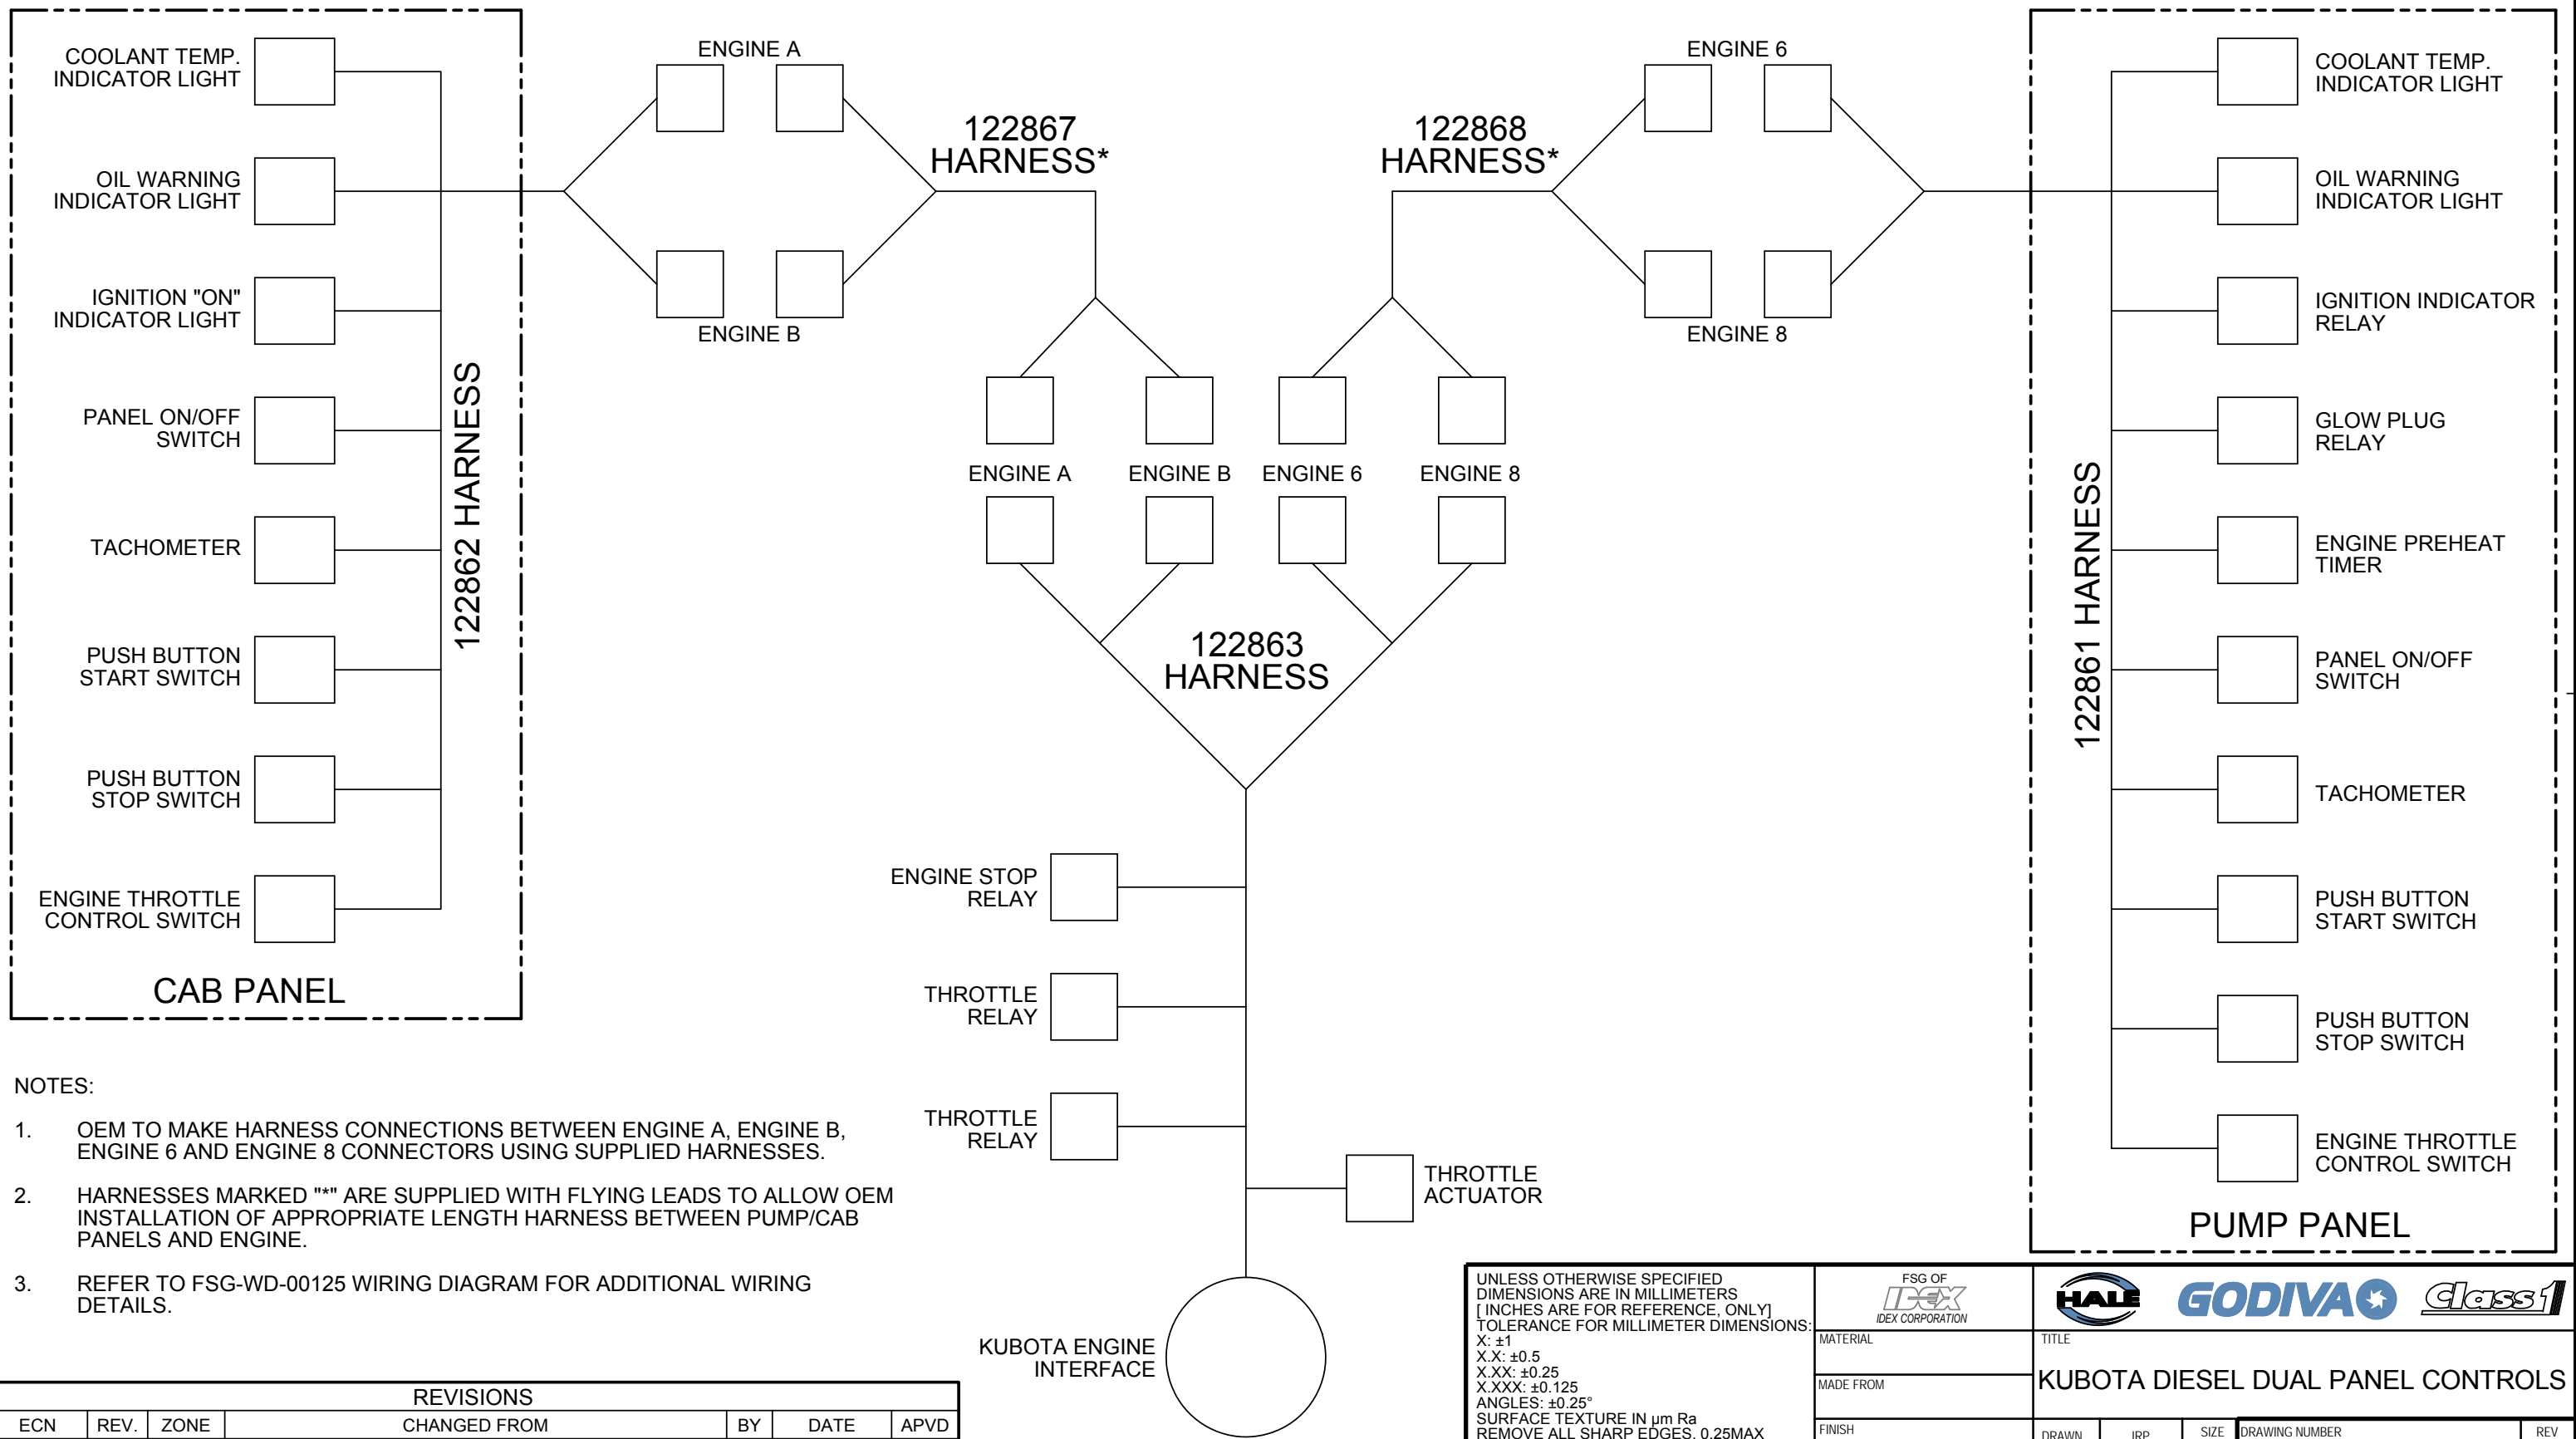 COOLANT TEMP.
INDICATOR LIGHT
OIL WARNING
INDICATOR LIGHT
IGNITION "ON"
INDICATOR LIGHT
PANEL ON/OFF
SWITCH
TACHOMETER
PUSH BUTTON
START SWITCH
PUSH BUTTON
STOP SWITCH
ENGINE THROTTLE
CONTROL SWITCH
122862 HARNESS
CAB PANEL
ENGINE A
ENGINE B
122867
HARNESS*
122868
HARNESS*
ENGINE 6
ENGINE 8
ENGINE A
ENGINE B
ENGINE 6
ENGINE 8
122863
HARNESS
ENGINE STOP
RELAY
THROTTLE
RELAY
THROTTLE
RELAY
THROTTLE
ACTUATOR
KUBOTA ENGINE
INTERFACE
122861 HARNESS
COOLANT TEMP.
INDICATOR LIGHT
OIL WARNING
INDICATOR LIGHT
IGNITION INDICATOR
RELAY
GLOW PLUG
RELAY
ENGINE PREHEAT
TIMER
PANEL ON/OFF
SWITCH
TACHOMETER
PUSH BUTTON
START SWITCH
PUSH BUTTON
STOP SWITCH
ENGINE THROTTLE
CONTROL SWITCH
PUMP PANEL
NOTES:
1. OEM TO MAKE HARNESS CONNECTIONS BETWEEN ENGINE A, ENGINE B,
ENGINE 6 AND ENGINE 8 CONNECTORS USING SUPPLIED HARNESSES.
2. HARNESSES MARKED "*" ARE SUPPLIED WITH FLYING LEADS TO ALLOW OEM
INSTALLATION OF APPROPRIATE LENGTH HARNESS BETWEEN PUMP/CAB
PANELS AND ENGINE.
3. REFER TO FSG-WD-00125 WIRING DIAGRAM FOR ADDITIONAL WIRING
DETAILS.
REVISIONS
ECN REV. ZONE CHANGED FROM BY DATE APVD
UNLESS OTHERWISE SPECIFIED
DIMENSIONS ARE IN MILLIMETERS
[ INCHES ARE FOR REFERENCE, ONLY]
TOLERANCE FOR MILLIMETER DIMENSIONS:
X: ±1
X.X: ±0.5
X.XX: ±0.25
X.XXX: ±0.125
ANGLES: ±0.25°
SURFACE TEXTURE IN µm Ra
REMOVE ALL SHARP EDGES, 0.25MAX
FSG OF
IDEX
IDEX CORPORATION
MATERIAL
MADE FROM
FINISH
HALE GODIVA Class1
TITLE
KUBOTA DIESEL DUAL PANEL CONTROLS
DRAWN JRP SIZE DRAWING NUMBER REV